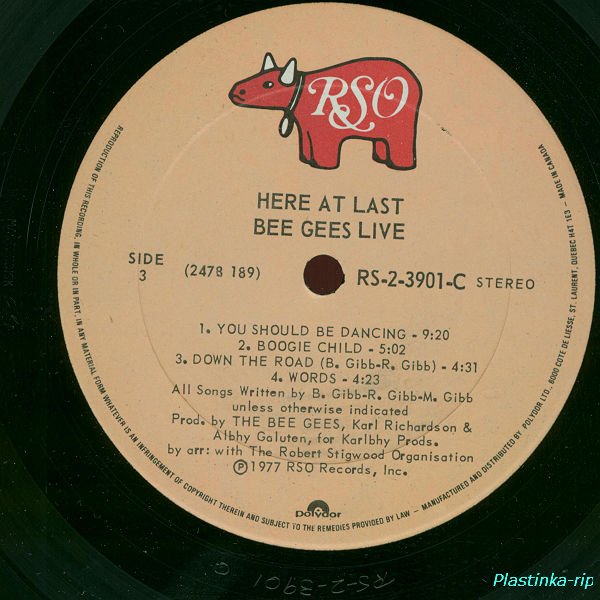 RSO
HERE AT LAST
BEE GEES LIVE
SIDE
3
(2478 189)
RS-2-3901-C STEREO
1. YOU SHOULD BE DANCING - 9:20
2. BOOGIE CHILD - 5:02
3. DOWN THE ROAD (B. Gibb-R. Gibb) - 4:31
4. WORDS - 4:23
All Songs Written by B. Gibb-R. Gibb-M. Gibb
unless otherwise indicated
Prod. by THE BEE GEES, Karl Richardson &
Albhy Galuten, for Karlbhy Prods.
by arr: with The Robert Stigwood Organisation
Ⓟ1977 RSO Records, Inc.
polydor
REPRODUCTION OF THIS RECORDING, IN WHOLE OR IN PART, IN ANY MATERIAL FORM WHATEVER IS AN INFRINGEMENT OF COPYRIGHT THEREIN AND SUBJECT TO THE REMEDIES PROVIDED BY LAW – MANUFACTURED AND DISTRIBUTED BY POLYDOR LTD., 6000 COTE DE LIESSE, ST. LAURENT, QUEBEC H4T 1E3 – MADE IN CANADA
RS-2-3901 C
Plastinka-rip